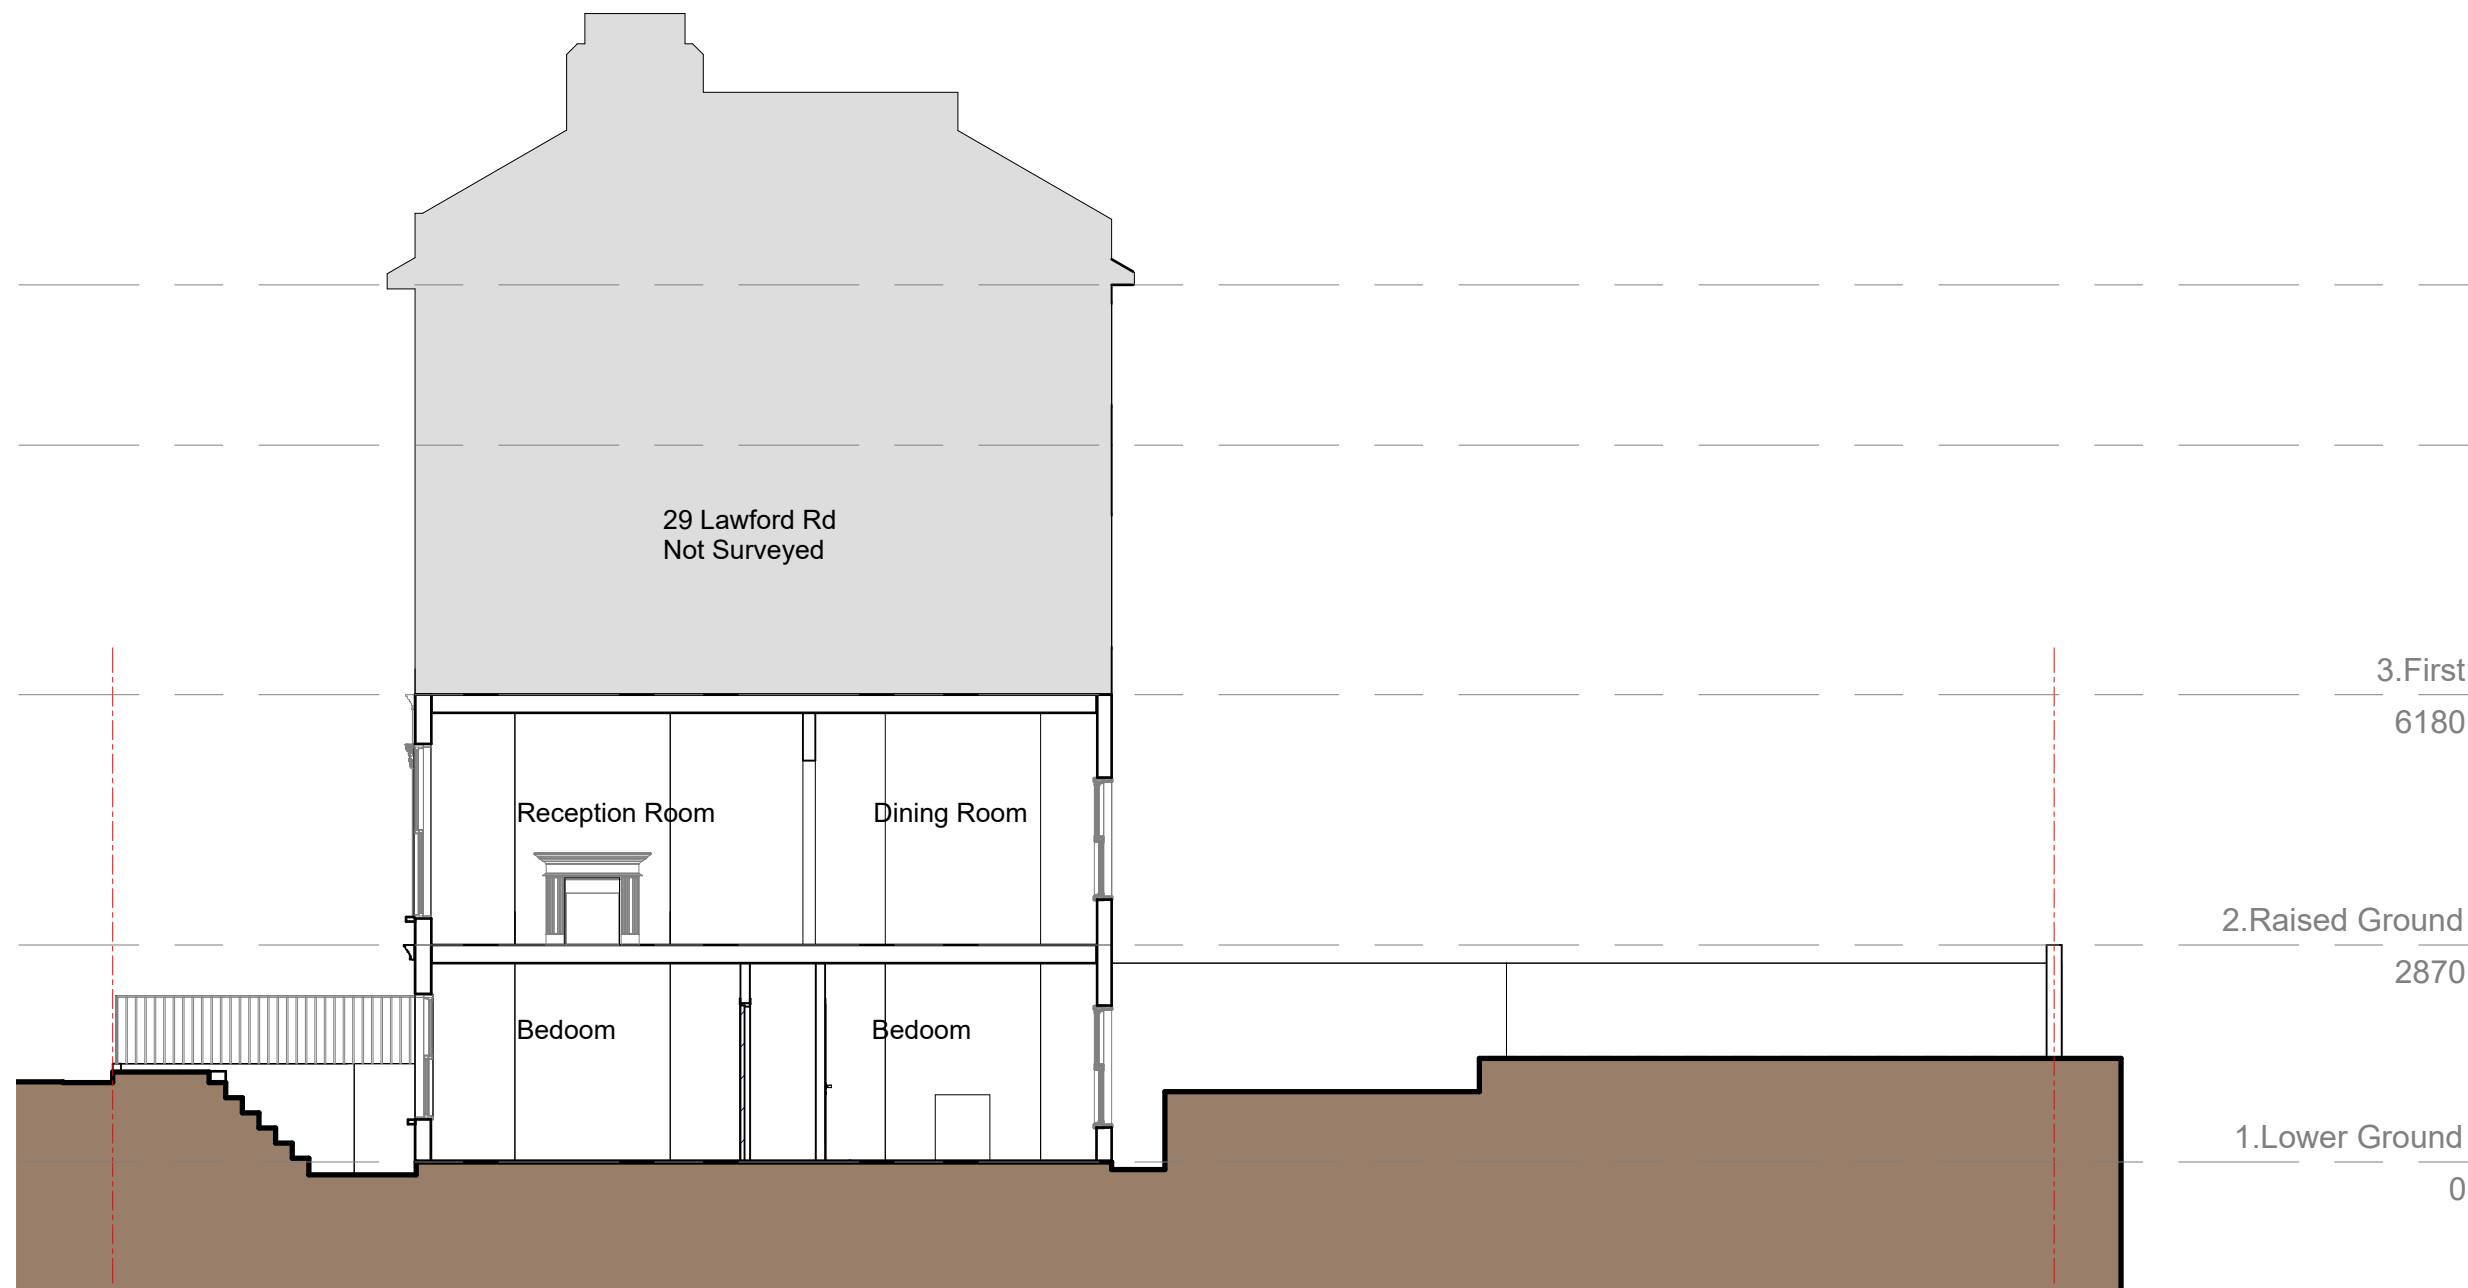 29 Lawford Rd
Not Surveyed
3.First
6180
Reception Room
Dining Room
2.Raised Ground
2870
Bedoom
Bedoom
1.Lower Ground
0